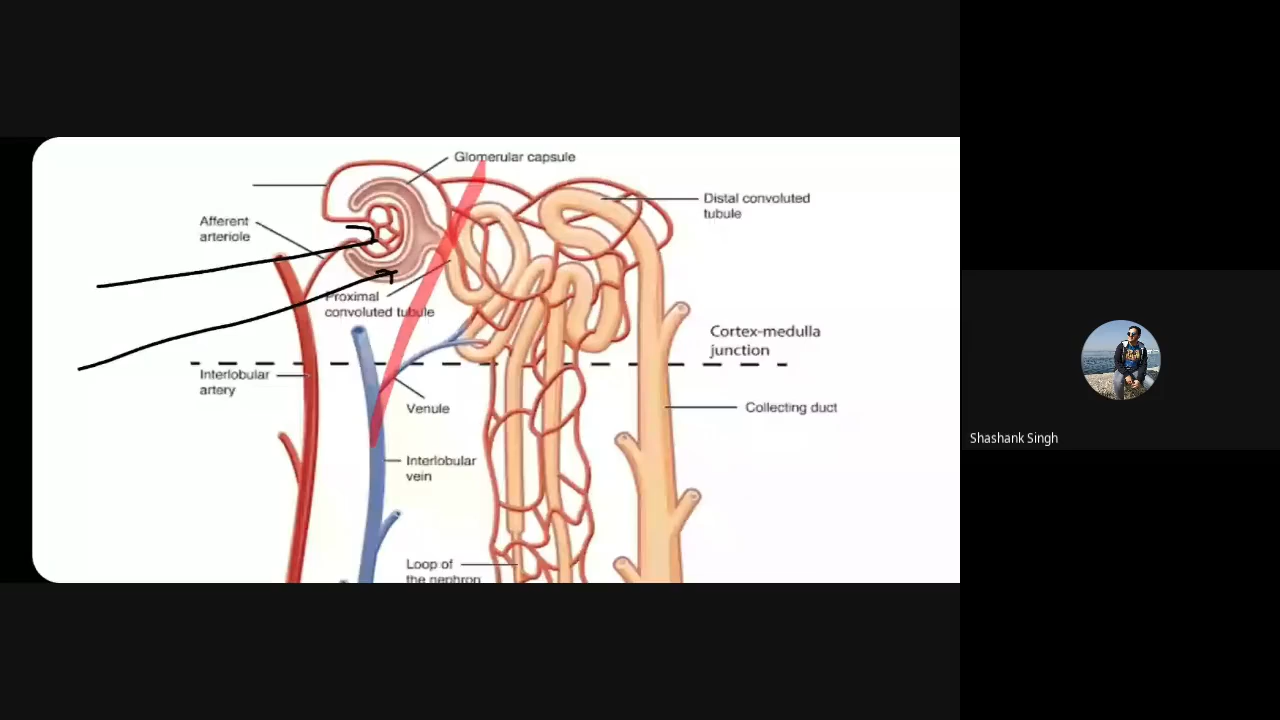 Glomerular capsule
Afferent
arteriole
Distal convoluted
tubule
Proximal
convoluted tubule
Cortex-medulla
junction
Interlobular
artery
Venule
Collecting duct
Interlobular
vein
Loop of
the nephron
Shashank Singh